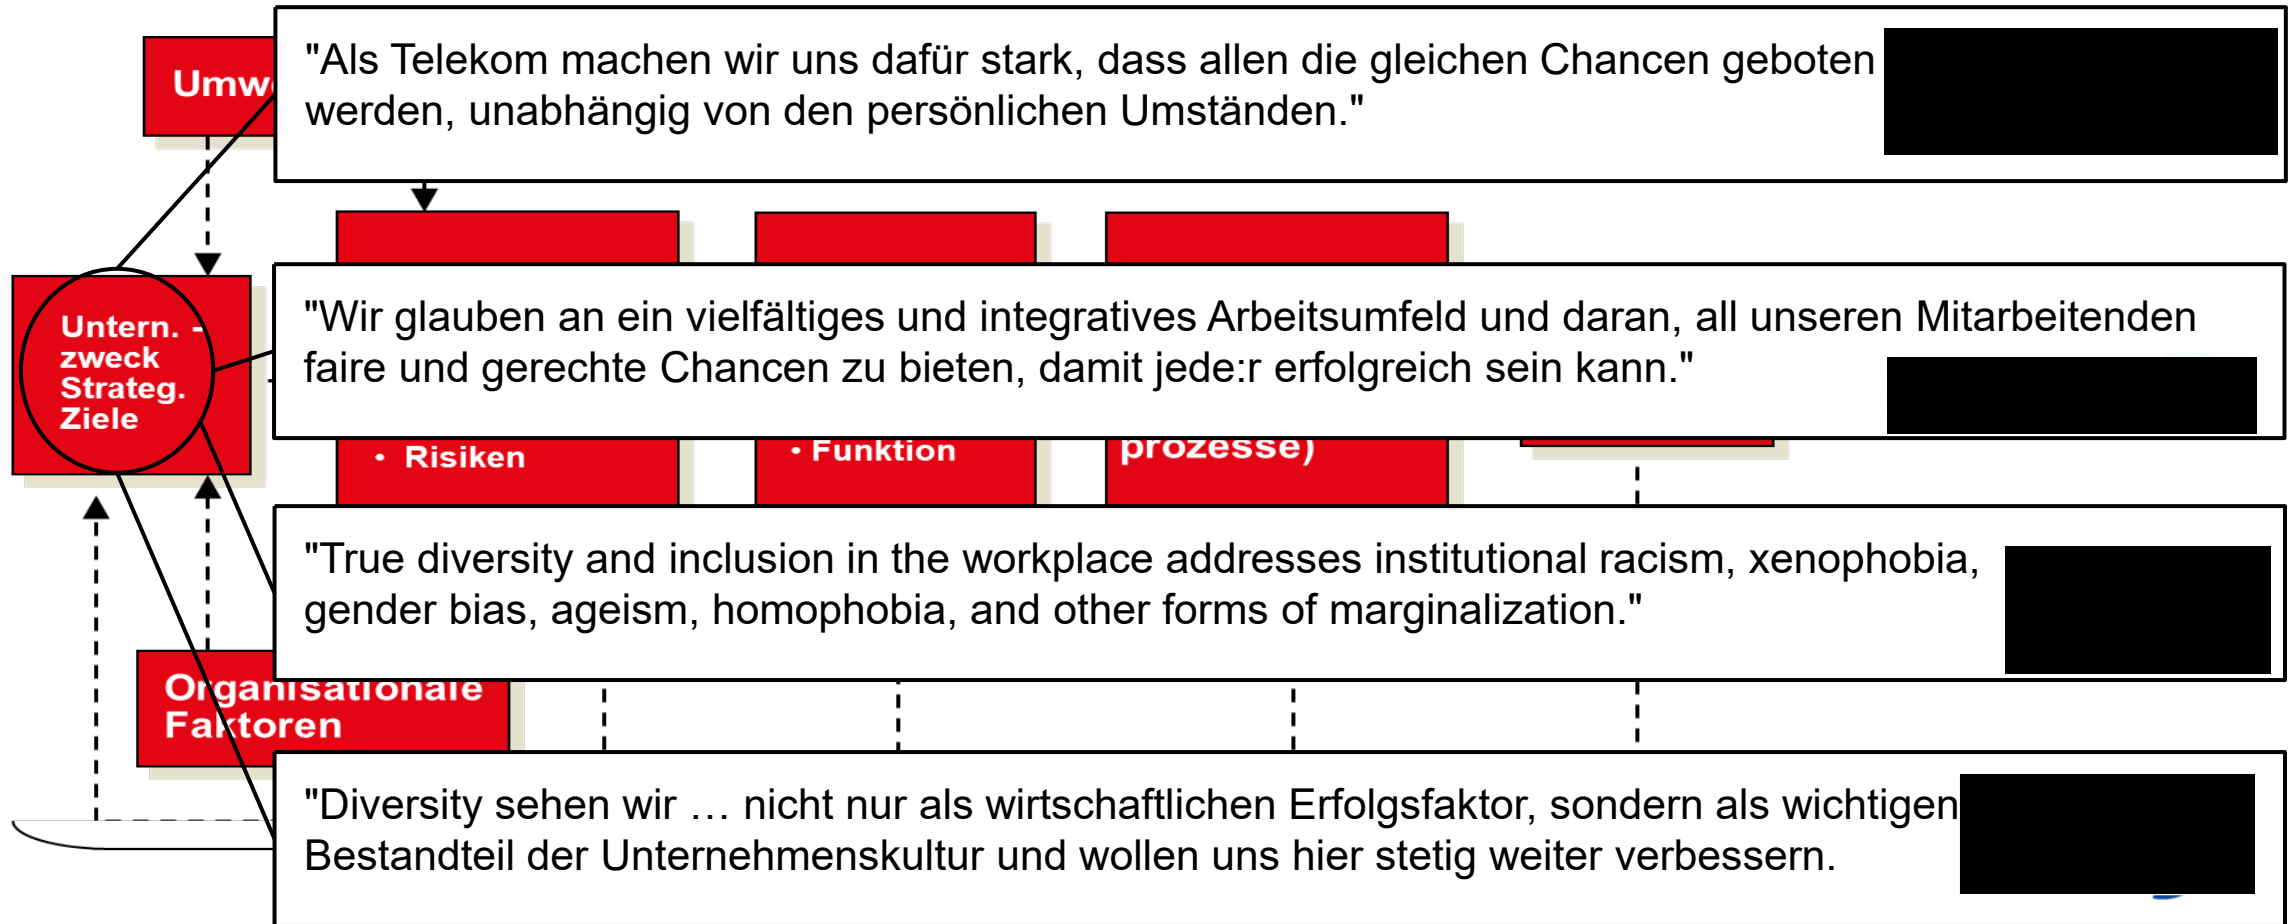 "Als Telekom machen wir uns dafür stark, dass allen die gleichen Chancen geboten
werden, unabhängig von den persönlichen Umständen."
"Wir glauben an ein vielfältiges und integratives Arbeitsumfeld und daran, all unseren Mitarbeitenden
faire und gerechte Chancen zu bieten, damit jede:r erfolgreich sein kann."
Untern. -
zweck
Strateg.
Ziele
• Risiken
• Funktion
prozesse)
"True diversity and inclusion in the workplace addresses institutional racism, xenophobia,
gender bias, ageism, homophobia, and other forms of marginalization."
Organisationale
Faktoren
"Diversity sehen wir … nicht nur als wirtschaftlichen Erfolgsfaktor, sondern als wichtigen
Bestandteil der Unternehmenskultur und wollen uns hier stetig weiter verbessern.